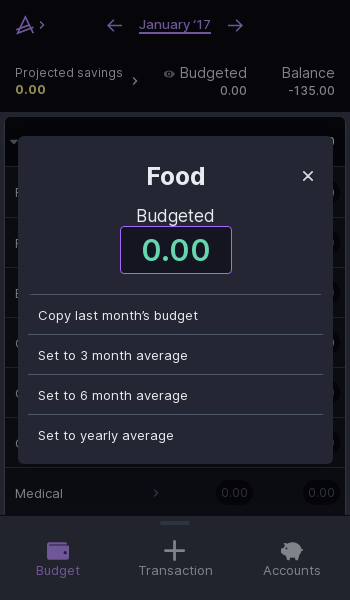 January '17
Projected savings
0.00
Budgeted
0.00
Balance
-135.00
Food
Budgeted
0.00
Copy last month's budget
Set to 3 month average
Set to 6 month average
Set to yearly average
Medical
0.00
0.00
Budget
Transaction
Accounts